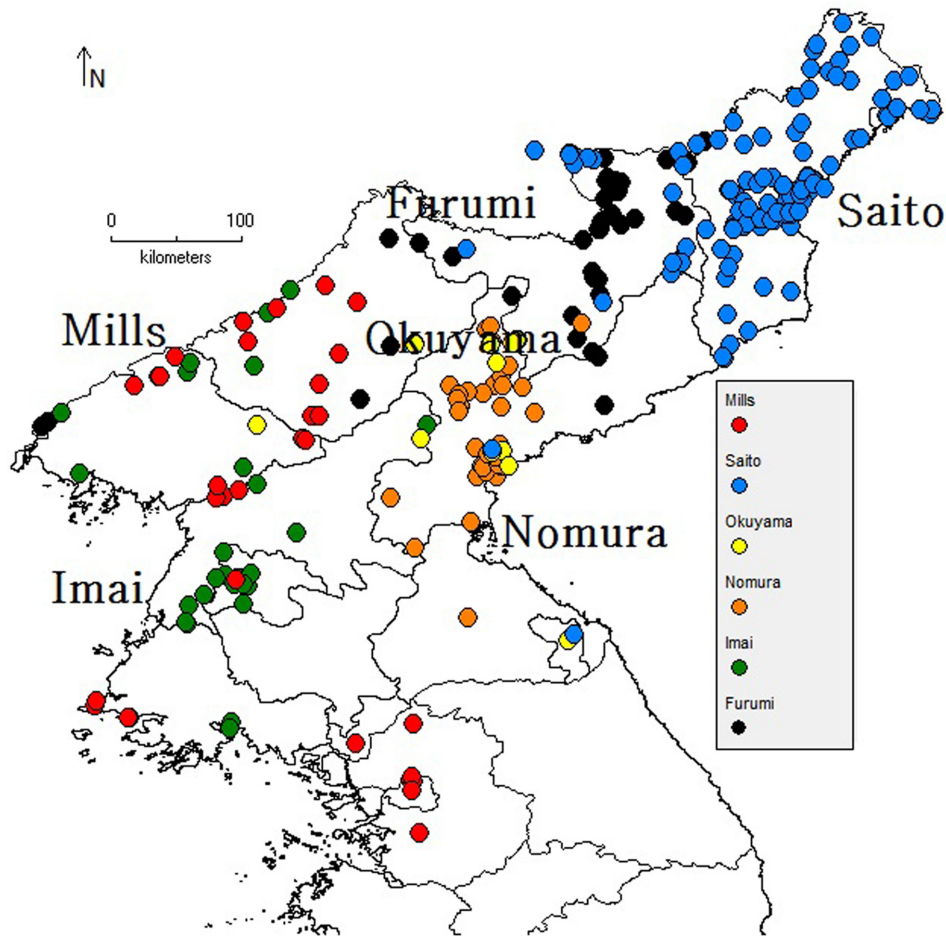 N
Furumi
Saito
0 100
kilometers
Mills
Okuyama
Nomura
Imai
Mills
Saito
Okuyama
Nomura
Imai
Furumi